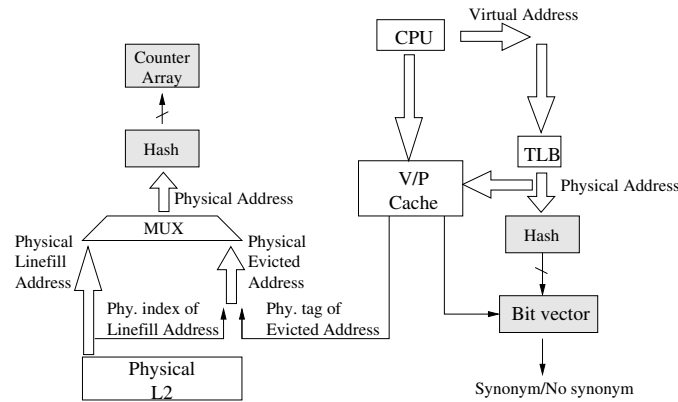 Virtual Address
CPU
Counter
Array
Hash
TLB
V/P
Cache
Physical Address
Physical Address
MUX
Physical
Linefill
Address
Physical
Evicted
Address
Hash
Phy. index of
Linefill Address
Phy. tag of
Evicted Address
Bit vector
Physical
L2
Synonym/No synonym